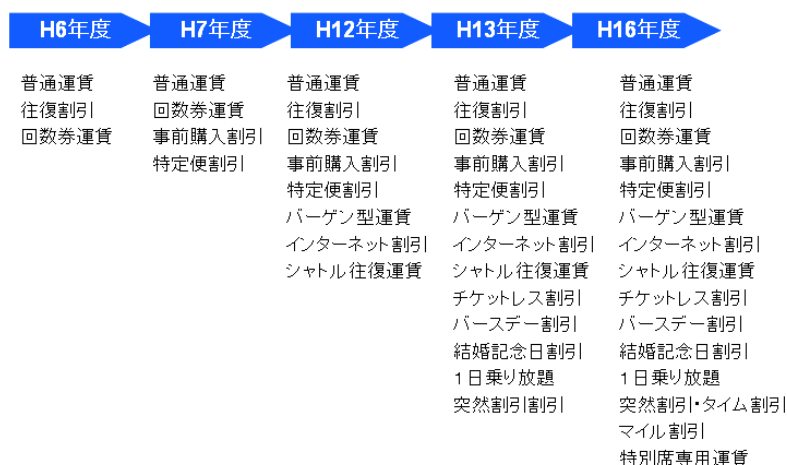 H6年度
H7年度
H12年度
H13年度
H16年度
普通運賃
往復割引
回数券運賃
普通運賃
回数券運賃
事前購入割引
特定便割引
普通運賃
往復割引
回数券運賃
事前購入割引
特定便割引
バーゲン型運賃
インターネット割引
シャトル往復運賃
普通運賃
往復割引
回数券運賃
事前購入割引
特定便割引
バーゲン型運賃
インターネット割引
シャトル往復運賃
チケットレス割引
バースデー割引
結婚記念日割引
1日乗り放題
突然割引割引
普通運賃
往復割引
回数券運賃
事前購入割引
特定便割引
バーゲン型運賃
インターネット割引
シャトル往復運賃
チケットレス割引
バースデー割引
結婚記念日割引
1日乗り放題
突然割引・タイム割引
マイル割引
特別席専用運賃